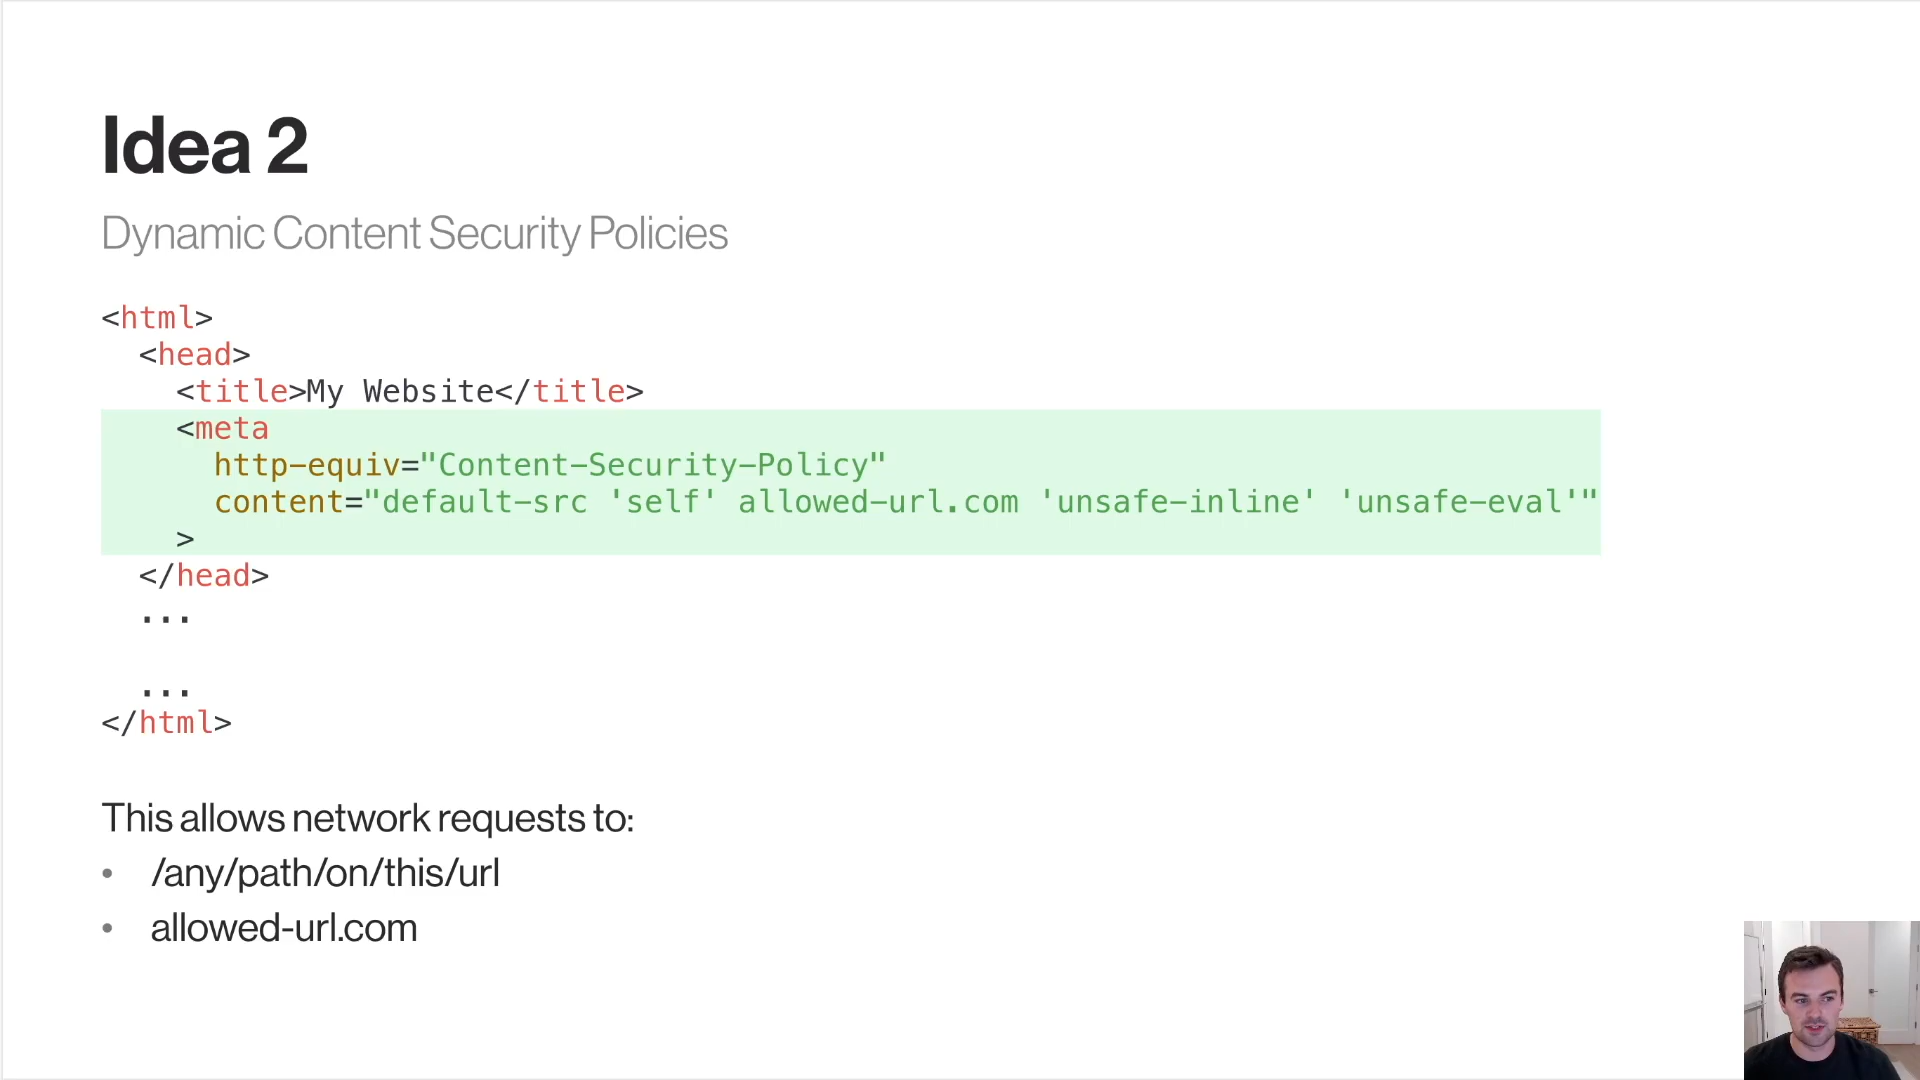 Idea 2
Dynamic Content Security Policies
<html>
  <head>
    <title>My Website</title>
    <meta
      http-equiv="Content-Security-Policy"
      content="default-src 'self' allowed-url.com 'unsafe-inline' 'unsafe-eval'"
    >
  </head>
  ...
  ...
</html>
This allows network requests to:
• /any/path/on/this/url
• allowed-url.com